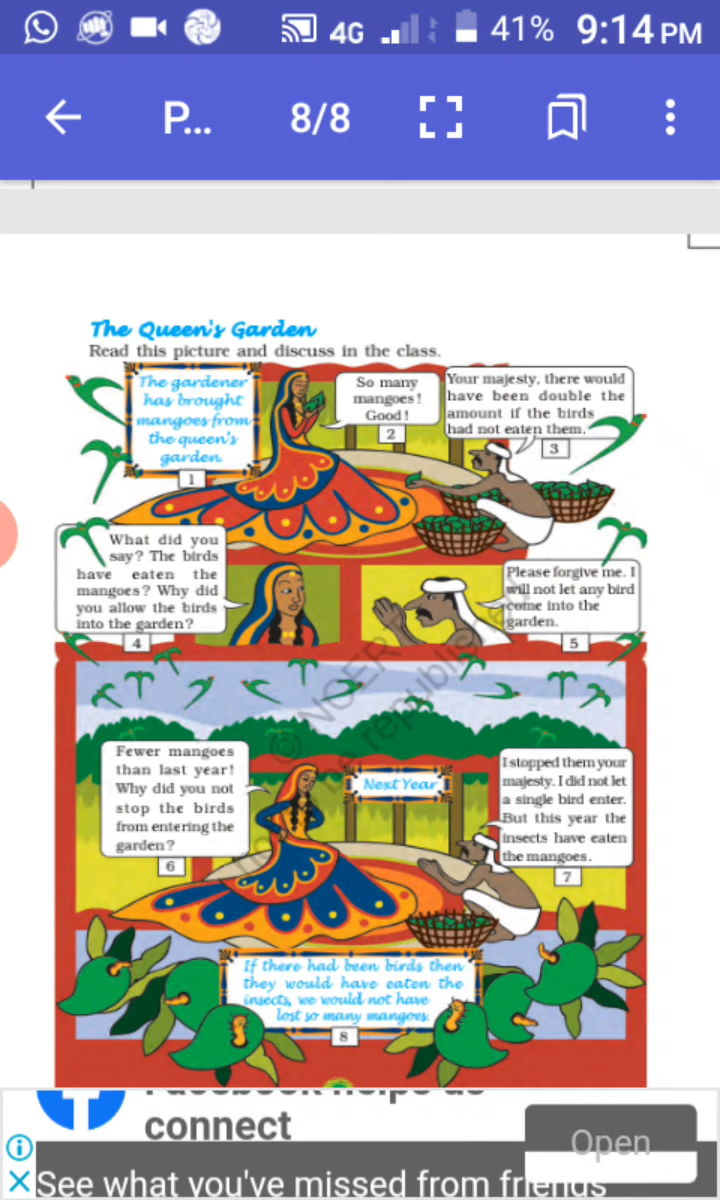 4G 41% 9:14 PM
P... 8/8
The Queen's Garden
Read this picture and discuss in the class.
The gardener
has brought
mangoes from
the queen's
garden.
1
So many
mangoes!
Good!
2
Your majesty, there would
have been double the
amount if the birds
had not eaten them.
3
What did you
say? The birds
have eaten the
mangoes? Why did
you allow the birds
into the garden?
4
Please forgive me. I
will not let any bird
come into the
garden.
5
Fewer mangoes
than last year!
Why did you not
stop the birds
from entering the
garden?
6
Next Year
I stopped them your
majesty. I did not let
a single bird enter.
But this year the
insects have eaten
the mangoes.
7
If there had been birds then
they would have eaten the
insects, we would not have
lost so many mangoes.
8
© NCER
be republished
Facebook helps us
connect
Open
See what you've missed from friends